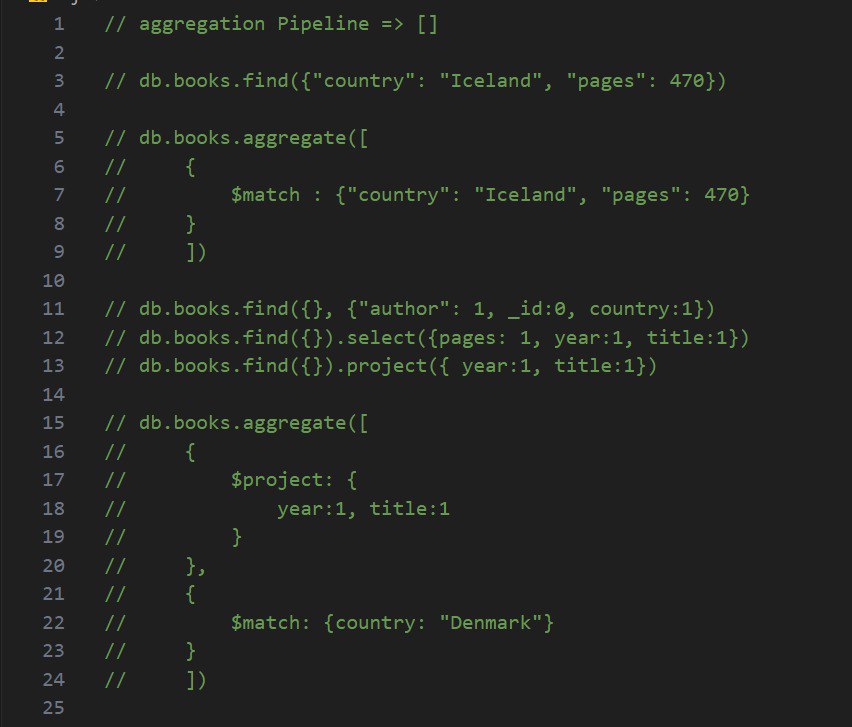 1 // aggregation Pipeline => []
2
3 // db.books.find({"country": "Iceland", "pages": 470})
4
5 // db.books.aggregate([
6 //     {
7 //         $match : {"country": "Iceland", "pages": 470}
8 //     }
9 //     ])
10
11 // db.books.find({}, {"author": 1, _id:0, country:1})
12 // db.books.find({}).select({pages: 1, year:1, title:1})
13 // db.books.find({}).project({ year:1, title:1})
14
15 // db.books.aggregate([
16 //     {
17 //         $project: {
18 //             year:1, title:1
19 //         }
20 //     },
21 //     {
22 //         $match: {country: "Denmark"}
23 //     }
24 //     ])
25